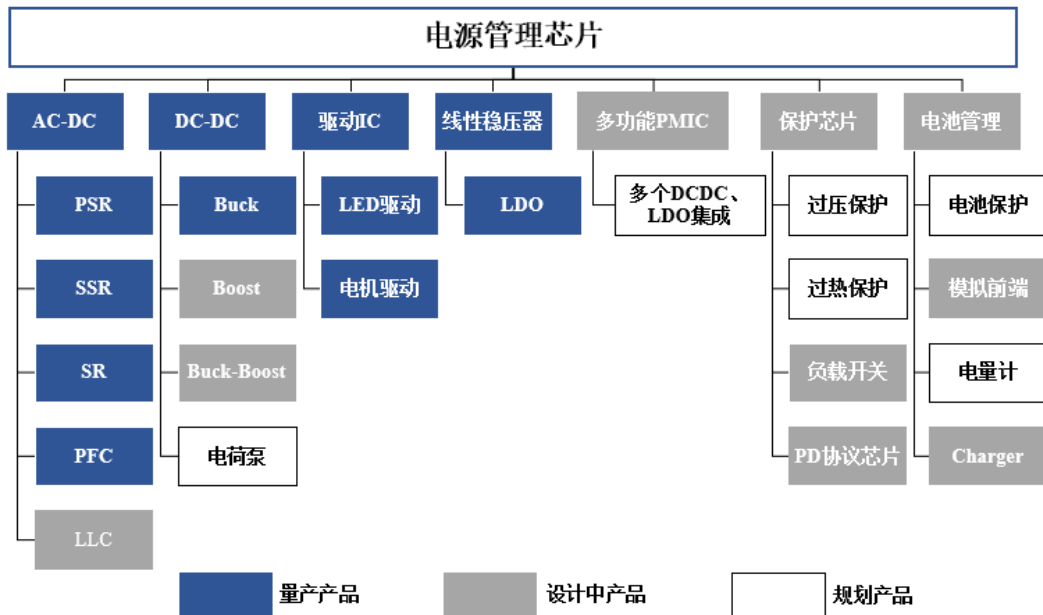 电源管理芯片
AC-DC
DC-DC
驱动IC
线性稳压器
多功能PMIC
保护芯片
电池管理
PSR
Buck
LED驱动
LDO
多个DCDC、
LDO集成
过压保护
电池保护
SSR
Boost
电机驱动
过热保护
模拟前端
SR
Buck-Boost
负载开关
电量计
PFC
电荷泵
PD协议芯片
Charger
LLC
量产产品
设计中产品
规划产品